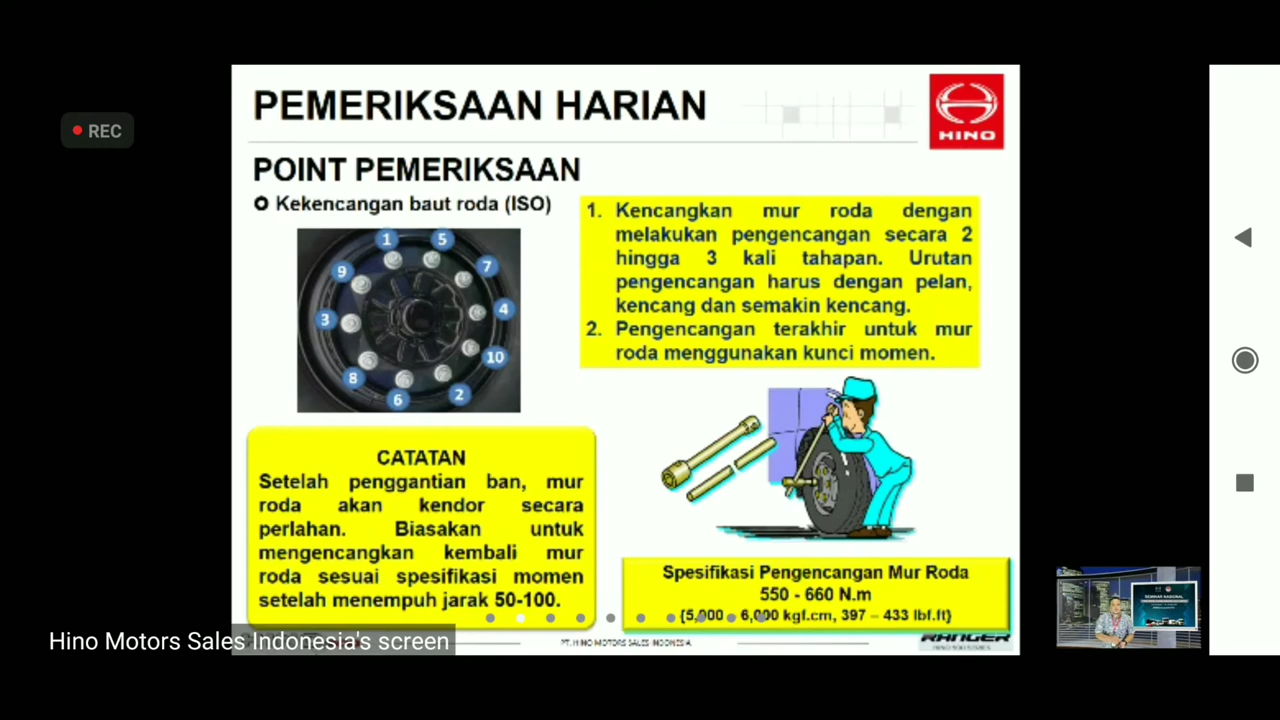 REC
PEMERIKSAAN HARIAN
HINO
POINT PEMERIKSAAN
Kekencangan baut roda (ISO)
1
5
9
7
3
4
10
8
6
2
1. Kencangkan mur roda dengan
melakukan pengencangan secara 2
hingga 3 kali tahapan. Urutan
pengencangan harus dengan pelan,
kencang dan semakin kencang.
2. Pengencangan terakhir untuk mur
roda menggunakan kunci momen.
CATATAN
Setelah penggantian ban, mur
roda akan kendor secara
perlahan. Biasakan untuk
mengencangkan kembali mur
roda sesuai spesifikasi momen
setelah menempuh jarak 50-100.
Spesifikasi Pengencangan Mur Roda
550 - 660 N.m
{5,000 – 6,000 kgf.cm, 397 – 433 lbf.ft}
Hino Motors Sales Indonesia's screen
PT. HINO MOTORS SALES INDONESIA
RANGER
HINO 500 SERIES
SEMINAR NASIONAL